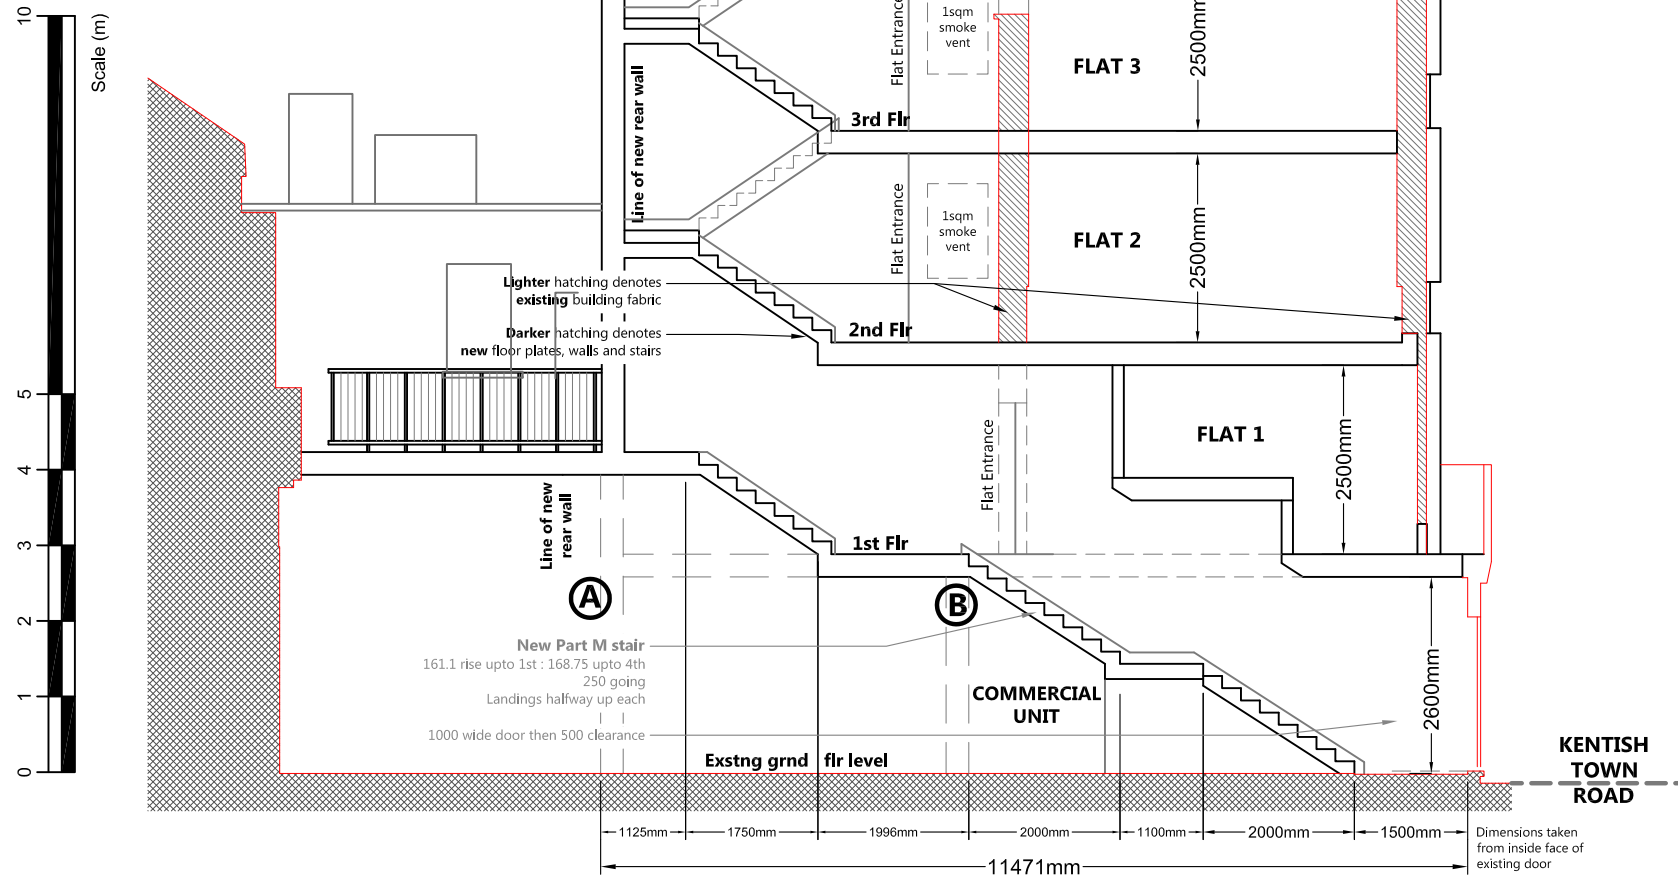 10
Scale (m)
5
4
3
2
1
0
Flat Entrance
1sqm
smoke
vent
FLAT 3
2500mm
Line of new rear wall
3rd Flr
Flat Entrance
1sqm
smoke
vent
FLAT 2
2500mm
Lighter hatching denotes
existing building fabric
Darker hatching denotes
new floor plates, walls and stairs
2nd Flr
FLAT 1
2500mm
Flat Entrance
Line of new
rear wall
1st Flr
A
B
New Part M stair
161.1 rise upto 1st : 168.75 upto 4th
250 going
Landings halfway up each
1000 wide door then 500 clearance
COMMERCIAL
UNIT
2600mm
Exstng grnd flr level
KENTISH
TOWN
ROAD
1125mm
1750mm
1996mm
2000mm
1100mm
2000mm
1500mm
Dimensions taken
from inside face of
existing door
11471mm